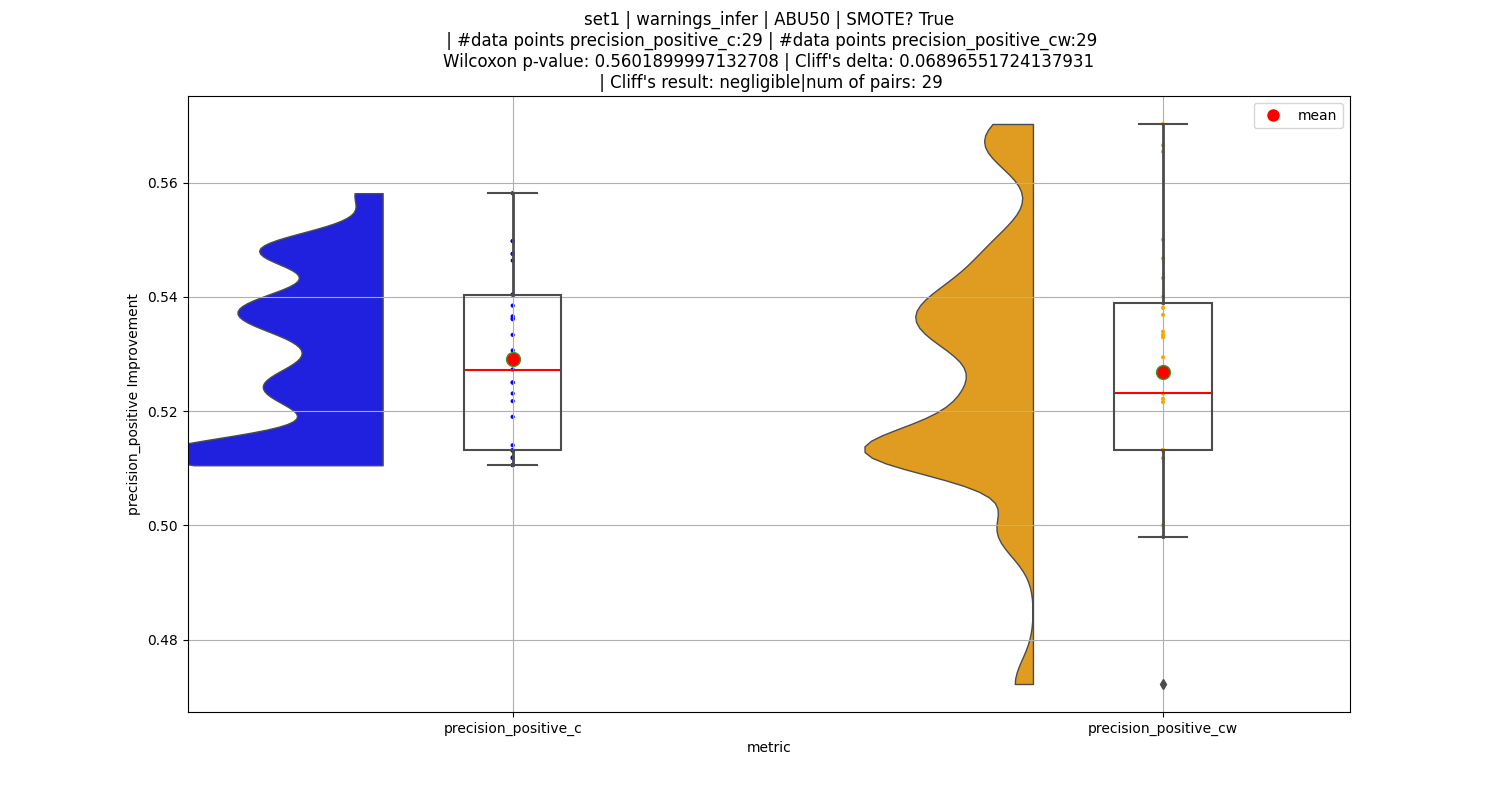 set1 | warnings_infer | ABU50 | SMOTE? True
| #data points precision_positive_c:29 | #data points precision_positive_cw:29
Wilcoxon p-value: 0.5601899997132708 | Cliff's delta: 0.06896551724137931
| Cliff's result: negligible|num of pairs: 29
mean
0.56
0.54
0.52
0.50
0.48
precision_positive Improvement
precision_positive_c
precision_positive_cw
metric